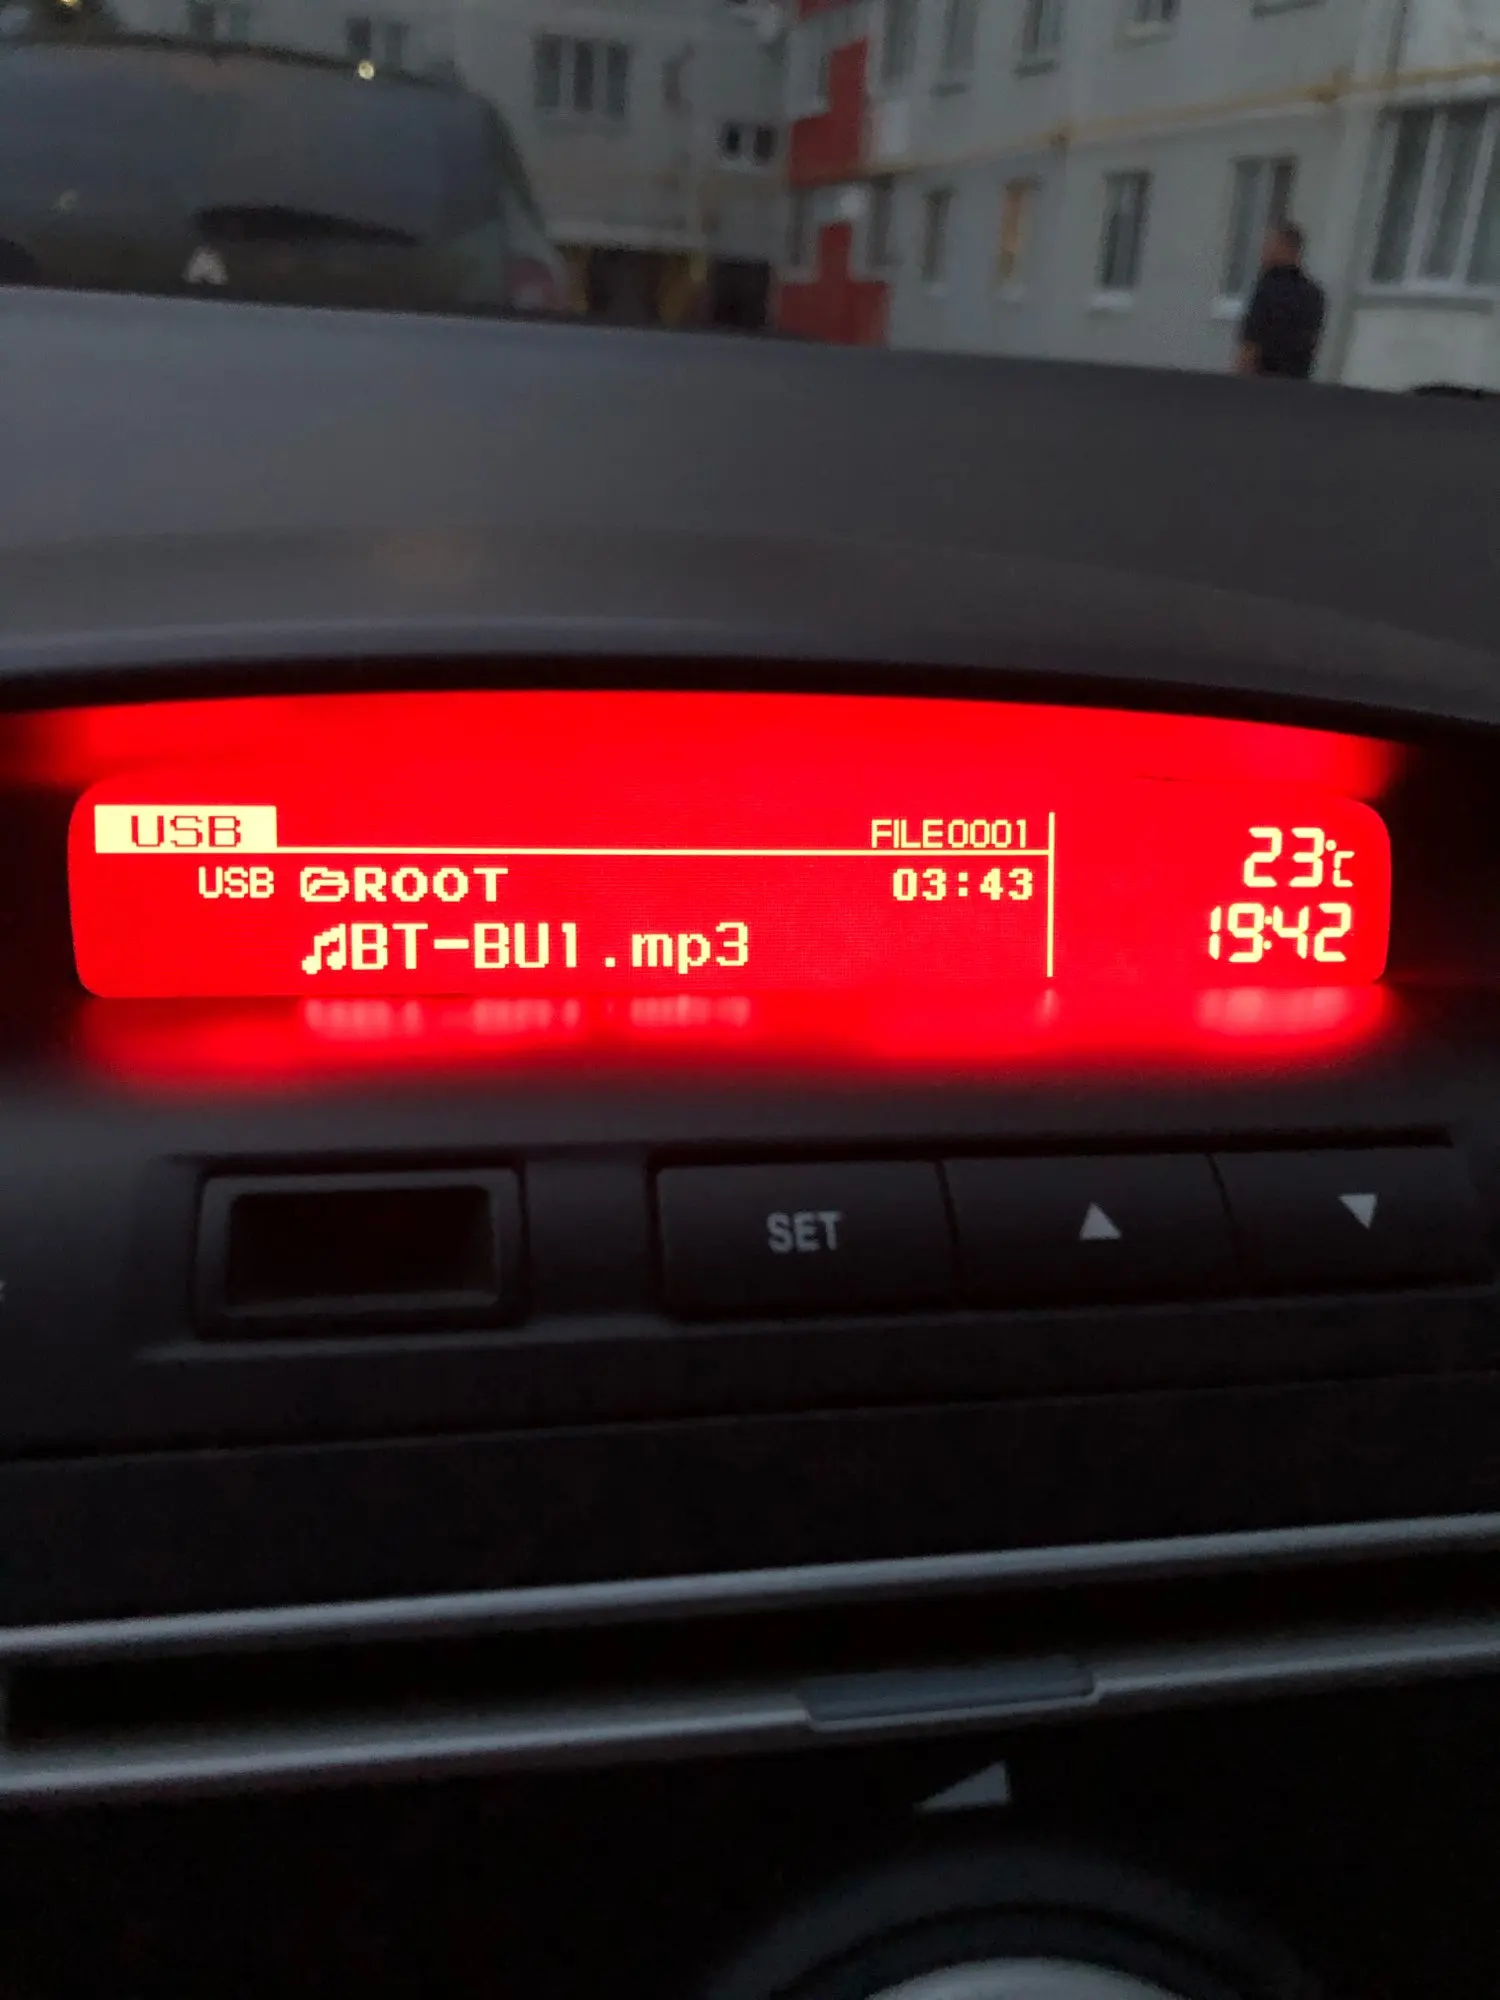 USB FILE0001
USB ROOT 03:43
BT-BU1.mp3
23°C
19:42
SET